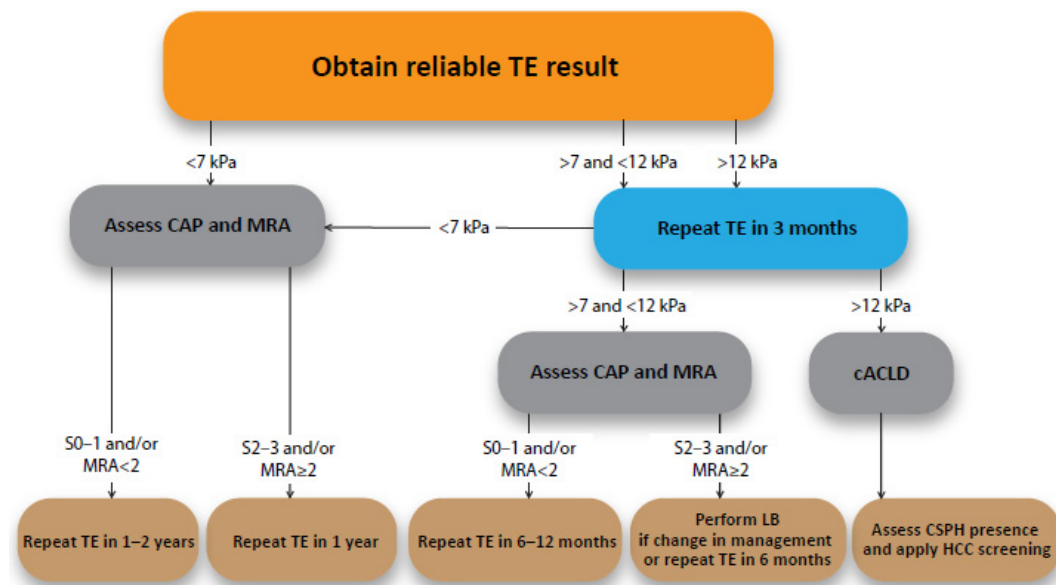 Obtain reliable TE result
<7 kPa
>7 and <12 kPa
>12 kPa
Assess CAP and MRA
<7 kPa
Repeat TE in 3 months
>7 and <12 kPa
>12 kPa
Assess CAP and MRA
cACLD
S0–1 and/or
MRA<2
S2–3 and/or
MRA≥2
S0–1 and/or
MRA<2
S2–3 and/or
MRA≥2
Repeat TE in 1–2 years
Repeat TE in 1 year
Repeat TE in 6–12 months
Perform LB
if change in management
or repeat TE in 6 months
Assess CSPH presence
and apply HCC screening